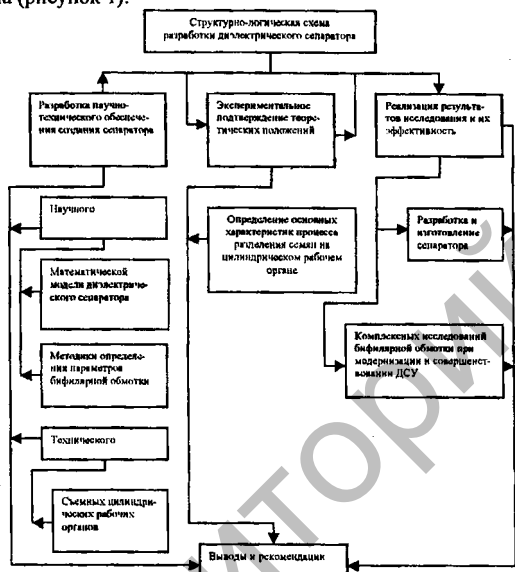 (рисунок 1).
Структурно-логическая схема
разработки диэлектрического сепаратора
Разработка научно-
технического обеспече-
ния создания сепаратора
Экспериментальное
подтверждение теоре-
тических положений
Реализация результа-
тов исследования и их
эффективность
Научного
Математической
модели диэлектриче-
ского сепаратора
Методики определе-
ния параметров
бифилярной обмотки
Технического
Съемных цилиндри-
ческих рабочих
органов
Определение основных
характеристик процесса
разделения семян на
цилиндрическом рабочем
органе
Разработка и
изготовление
сепаратора
Комплексных исследований
бифилярной обмотки при
модернизации и совершенст-
вовании ДСУ
Выводы и рекомендации